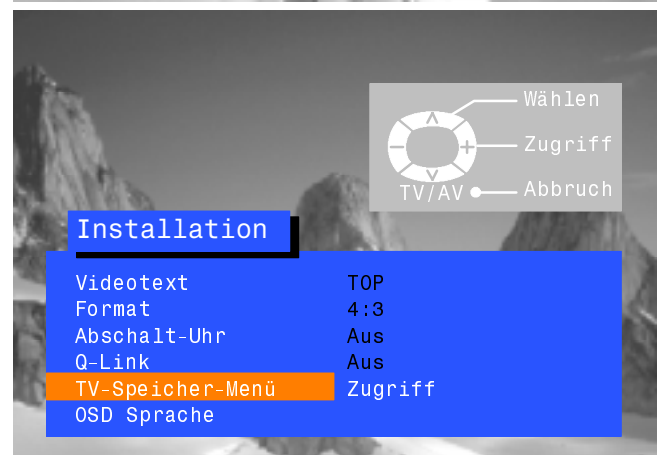 Wählen
Zugriff
TV/AV Abbruch
Installation
Videotext TOP
Format 4:3
Abschalt-Uhr Aus
Q-Link Aus
TV-Speicher-Menü Zugriff
OSD Sprache